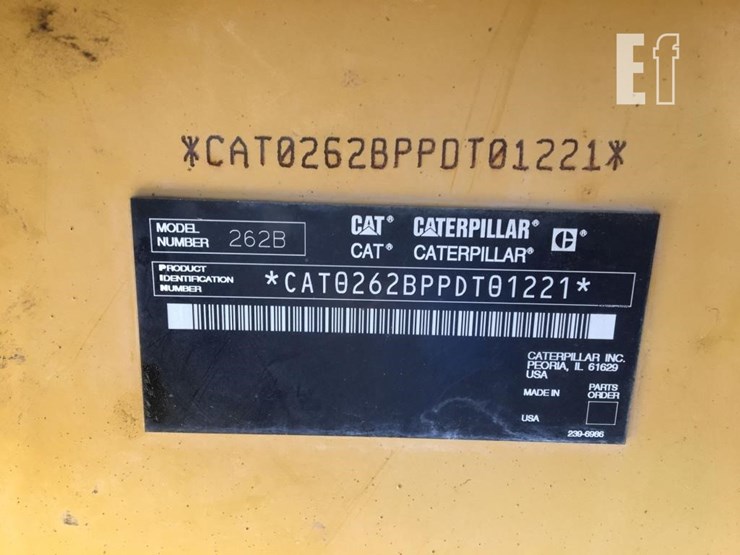 Ef
*CAT0262BPPDT01221*
MODEL NUMBER 262B
CAT® CATERPILLAR® C
CAT® CATERPILLAR®
PRODUCT
IDENTIFICATION
NUMBER
*CAT0262BPPDT01221*
CATERPILLAR INC.
PEORIA, IL 61629
USA
MADE IN
PARTS
ORDER
USA
239-6986